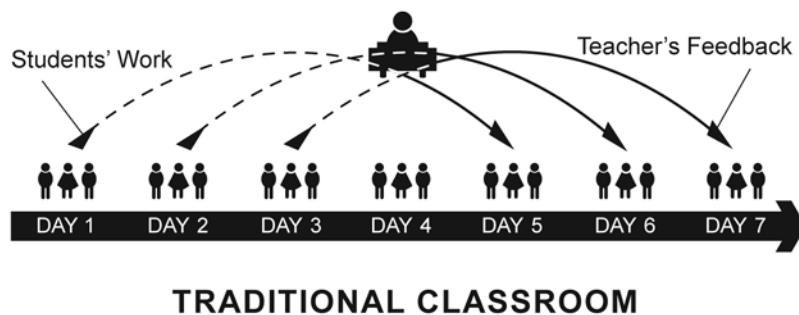 Students' Work
Teacher's Feedback
DAY 1 DAY 2 DAY 3 DAY 4 DAY 5 DAY 6 DAY 7
TRADITIONAL CLASSROOM